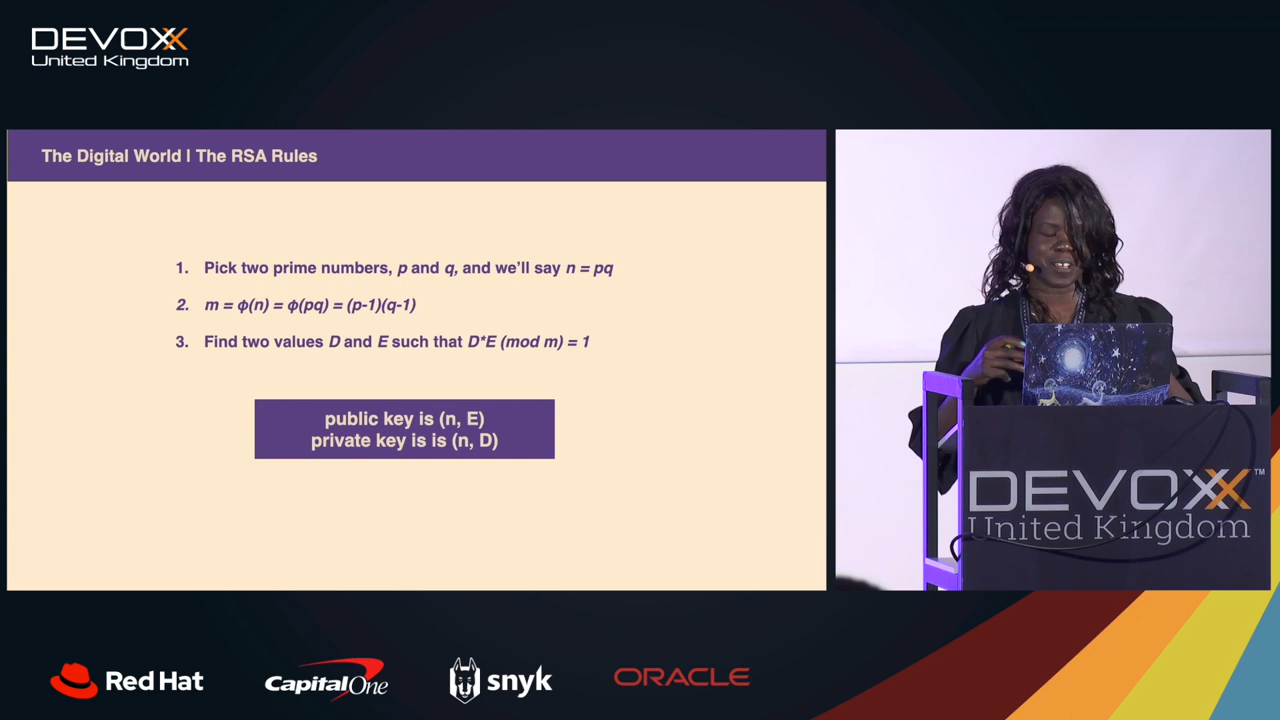 DEVOXX
United Kingdom
The Digital World | The RSA Rules
1. Pick two prime numbers, p and q, and we'll say n = pq
2. m = ϕ(n) = ϕ(pq) = (p-1)(q-1)
3. Find two values D and E such that D*E (mod m) = 1
public key is (n, E)
private key is is (n, D)
DEVOXX™
United Kingdom
Red Hat
Capital One
snyk
ORACLE